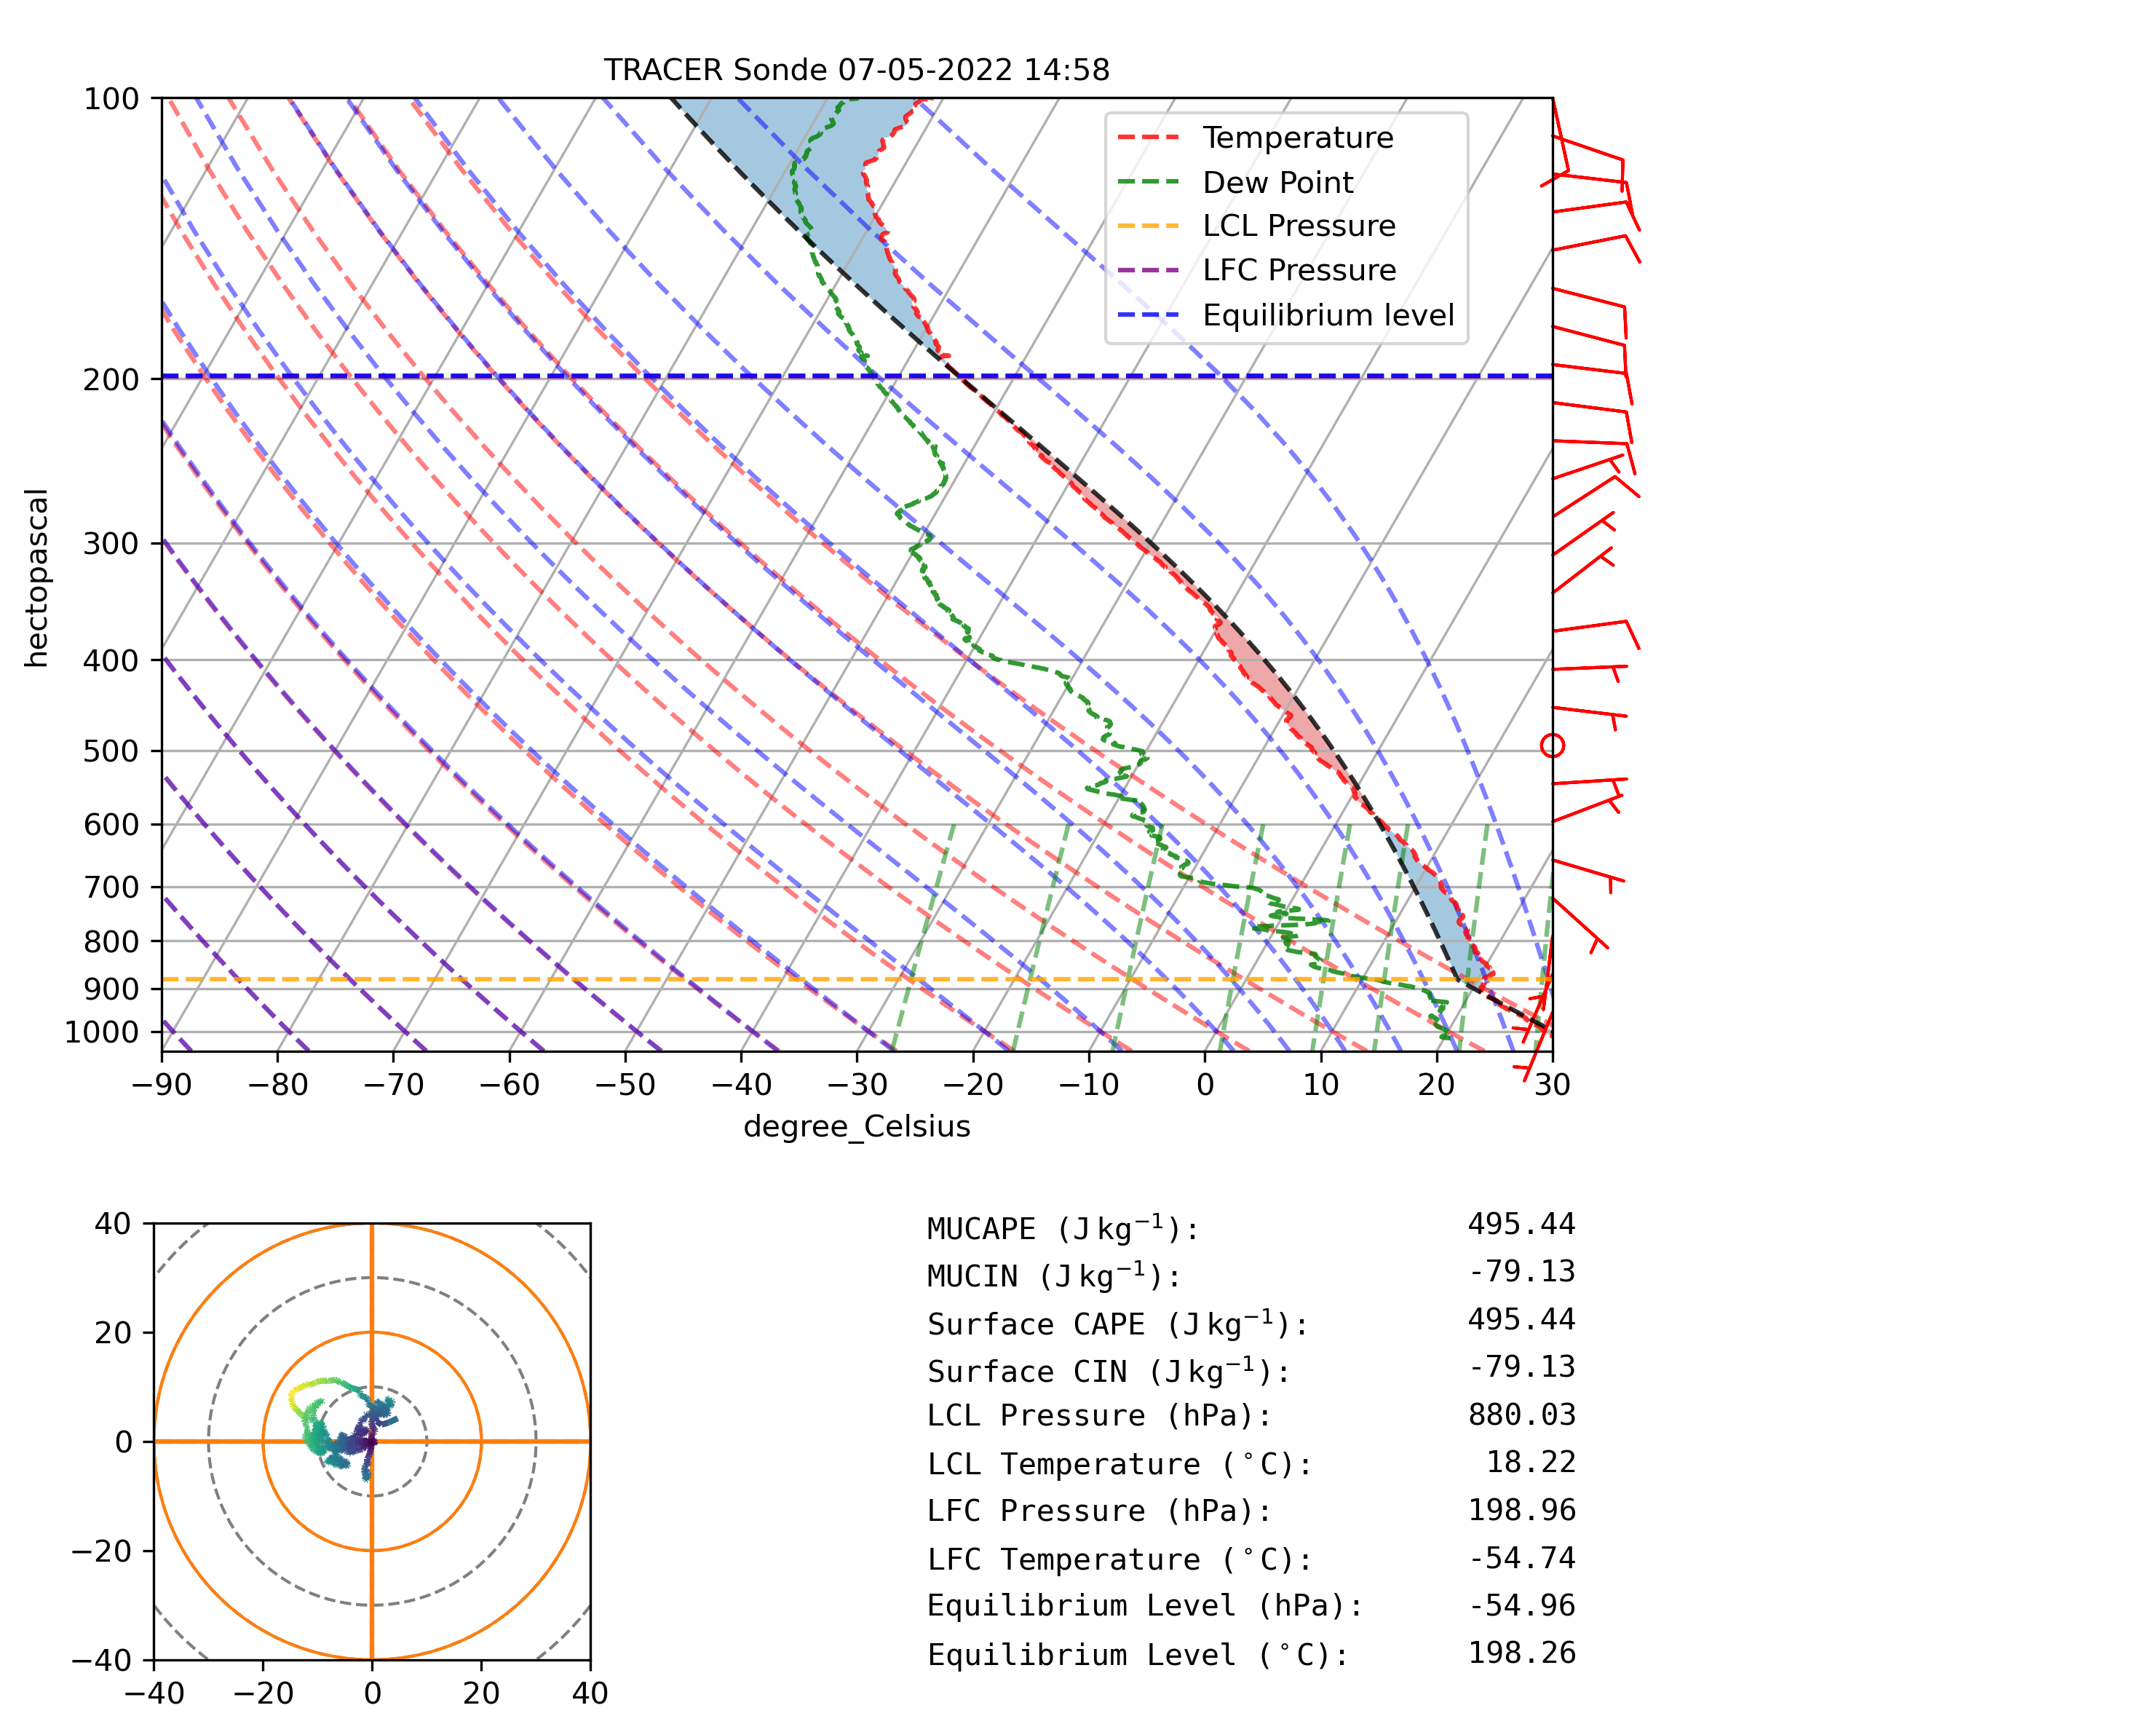 TRACER Sonde 07-05-2022 14:58
100
200
300
400
500
600
700
800
900
1000
hectopascal
Temperature
Dew Point
LCL Pressure
LFC Pressure
Equilibrium level
−90 −80 −70 −60 −50 −40 −30 −20 −10 0 10 20 30
degree_Celsius
40
20
0
−20
−40
−40 −20 0 20 40
MUCAPE (J kg⁻¹): 495.44
MUCIN (J kg⁻¹): -79.13
Surface CAPE (J kg⁻¹): 495.44
Surface CIN (J kg⁻¹): -79.13
LCL Pressure (hPa): 880.03
LCL Temperature (°C): 18.22
LFC Pressure (hPa): 198.96
LFC Temperature (°C): -54.74
Equilibrium Level (hPa): -54.96
Equilibrium Level (°C): 198.26